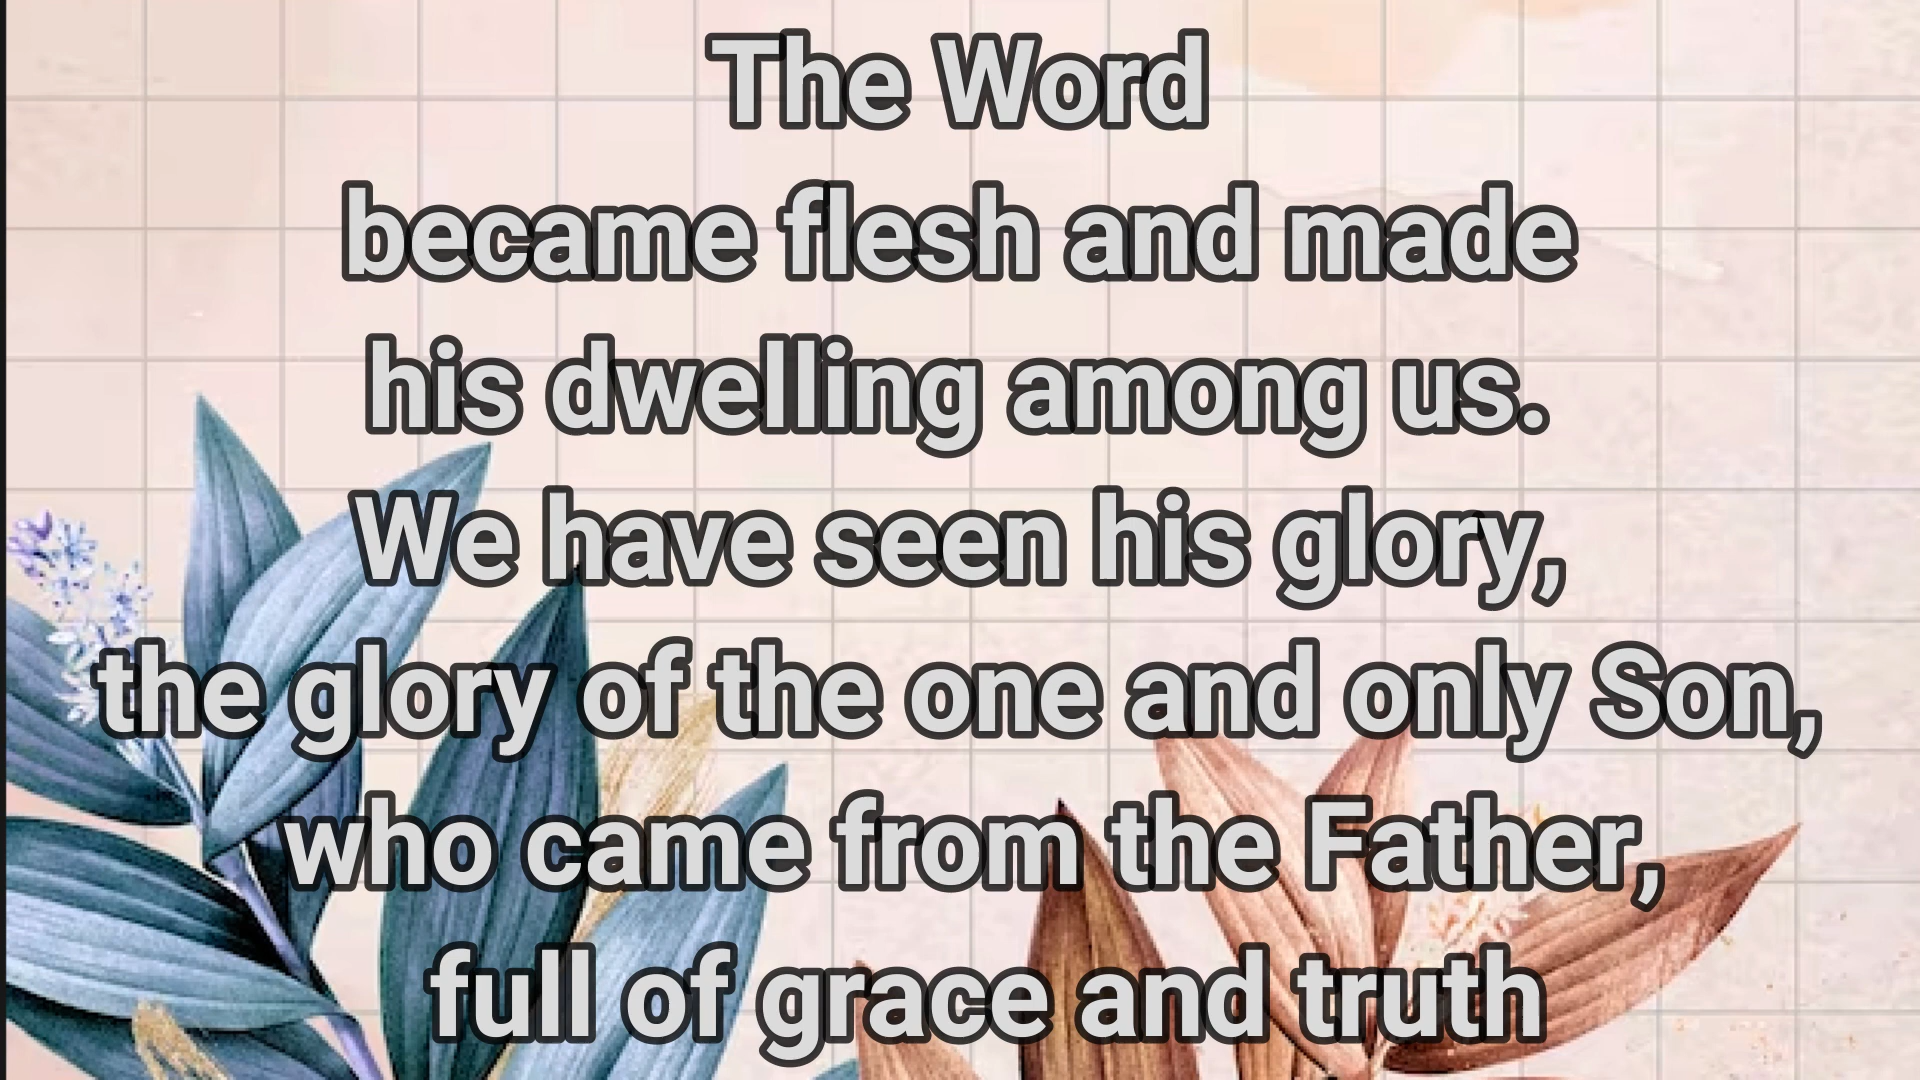 The Word
became flesh and made
his dwelling among us.
We have seen his glory,
the glory of the one and only Son,
who came from the Father,
full of grace and truth